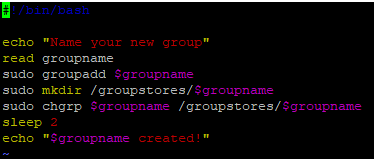 #!/bin/bash
echo "Name your new group"
read groupname
sudo groupadd $groupname
sudo mkdir /groupstores/$groupname
sudo chgrp $groupname /groupstores/$groupname
sleep 2
echo "$groupname created!"
~